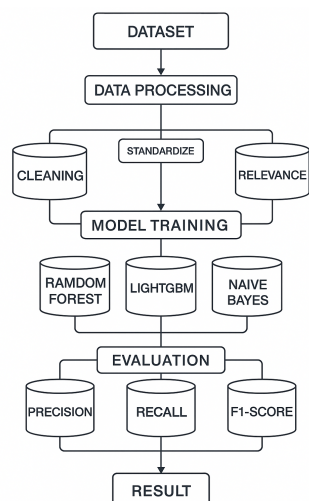 DATASET
DATA PROCESSING
STANDARDIZE
CLEANING
RELEVANCE
MODEL TRAINING
RAMDOM
FOREST
LIGHTGBM
NAIVE
BAYES
EVALUATION
PRECISION
RECALL
F1-SCORE
RESULT